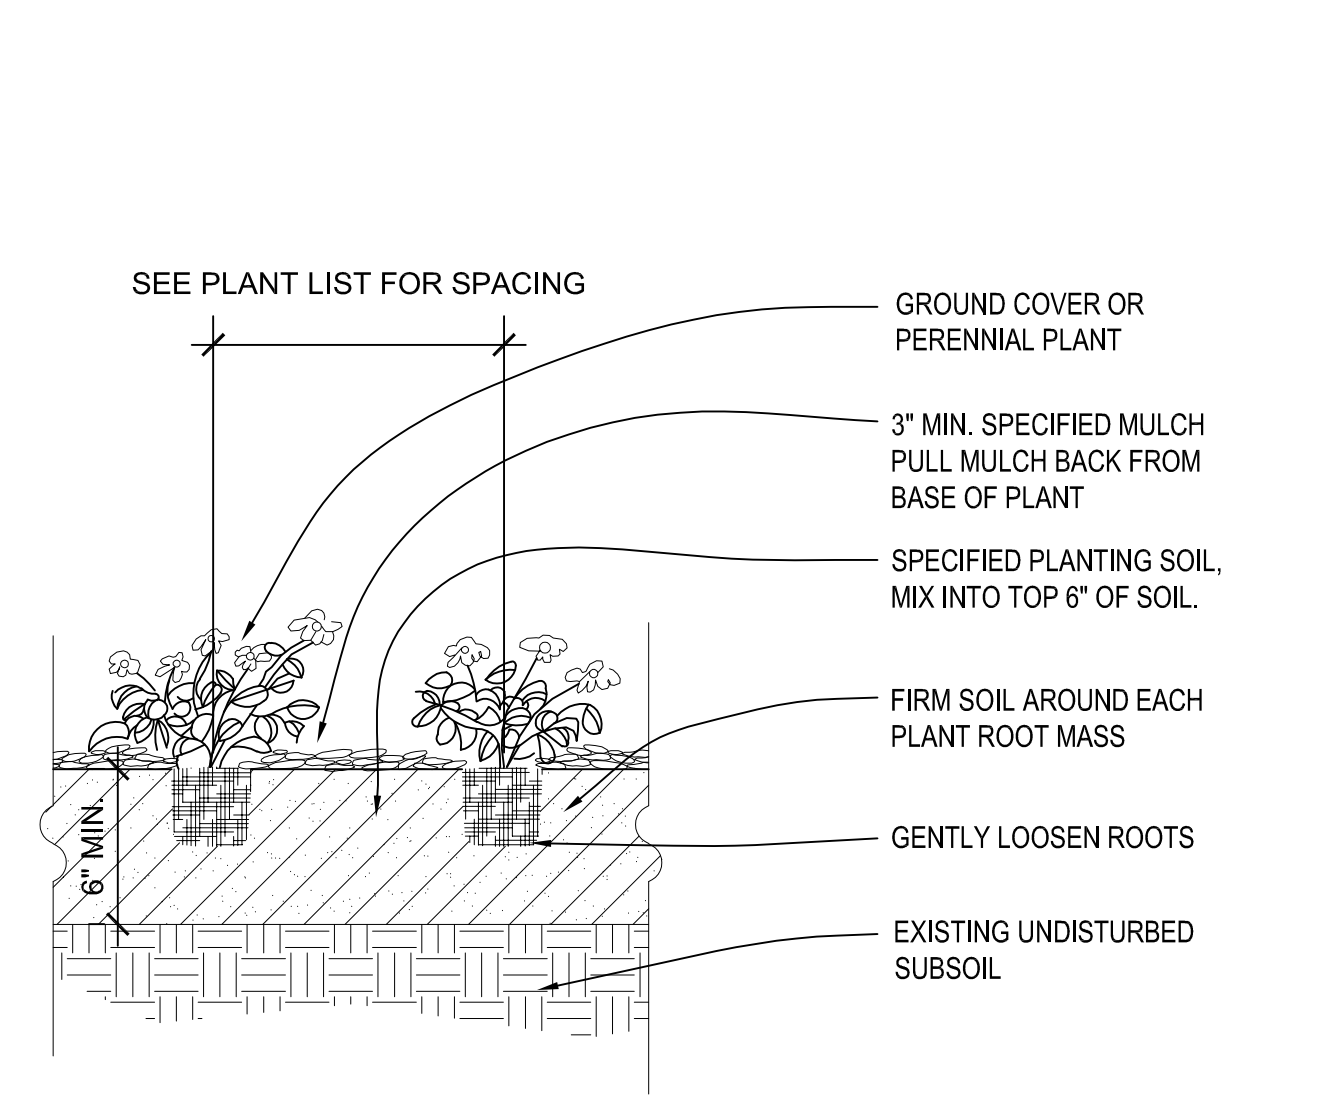 SEE PLANT LIST FOR SPACING
GROUND COVER OR
PERENNIAL PLANT
3" MIN. SPECIFIED MULCH
PULL MULCH BACK FROM
BASE OF PLANT
SPECIFIED PLANTING SOIL,
MIX INTO TOP 6" OF SOIL.
FIRM SOIL AROUND EACH
PLANT ROOT MASS
6" MIN.
GENTLY LOOSEN ROOTS
EXISTING UNDISTURBED
SUBSOIL